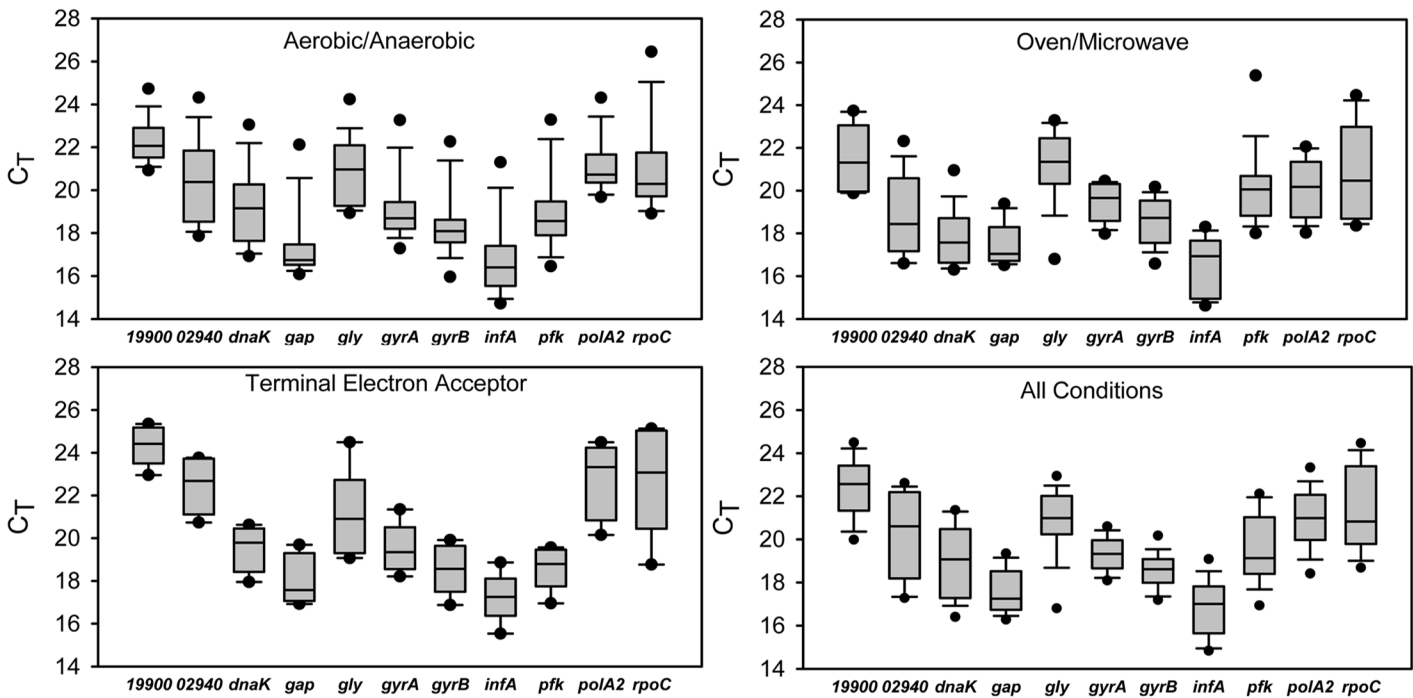 Aerobic/Anaerobic
C_T
28
26
24
22
20
18
16
14
19900 02940 dnaK gap gly gyrA gyrB infA pfk polA2 rpoC
Oven/Microwave
C_T
28
26
24
22
20
18
16
14
19900 02940 dnaK gap gly gyrA gyrB infA pfk polA2 rpoC
Terminal Electron Acceptor
C_T
28
26
24
22
20
18
16
14
19900 02940 dnaK gap gly gyrA gyrB infA pfk polA2 rpoC
All Conditions
C_T
28
26
24
22
20
18
16
14
19900 02940 dnaK gap gly gyrA gyrB infA pfk polA2 rpoC